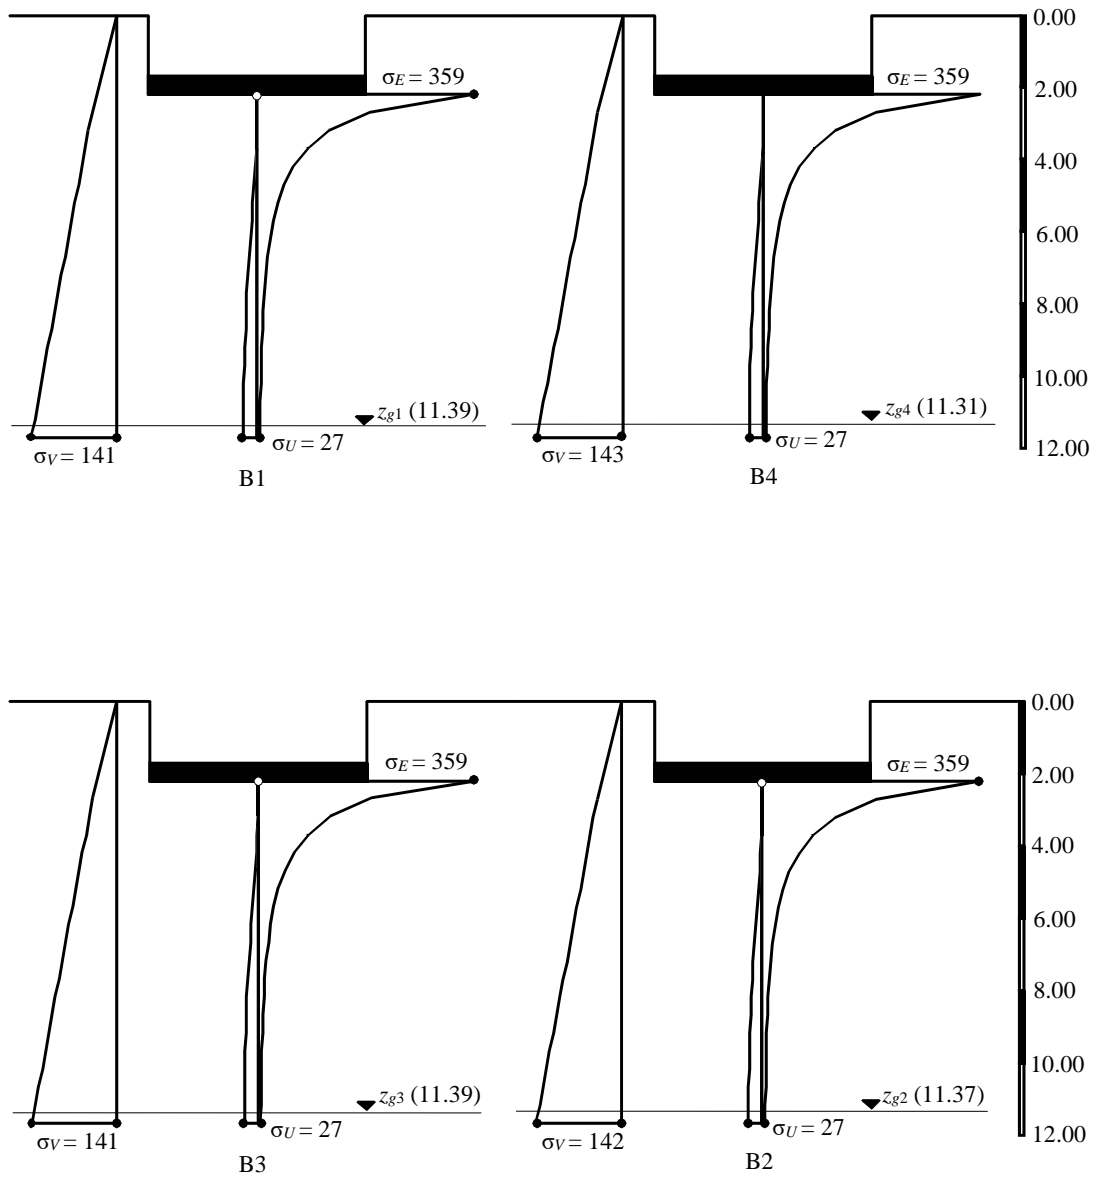 0.00
σE = 359
σE = 359
2.00
4.00
6.00
8.00
10.00
zg1 (11.39)
zg4 (11.31)
σU = 27
σU = 27
12.00
σV = 141
σV = 143
B1
B4
0.00
σE = 359
σE = 359
2.00
4.00
6.00
8.00
10.00
zg3 (11.39)
zg2 (11.37)
σU = 27
σU = 27
12.00
σV = 141
σV = 142
B3
B2